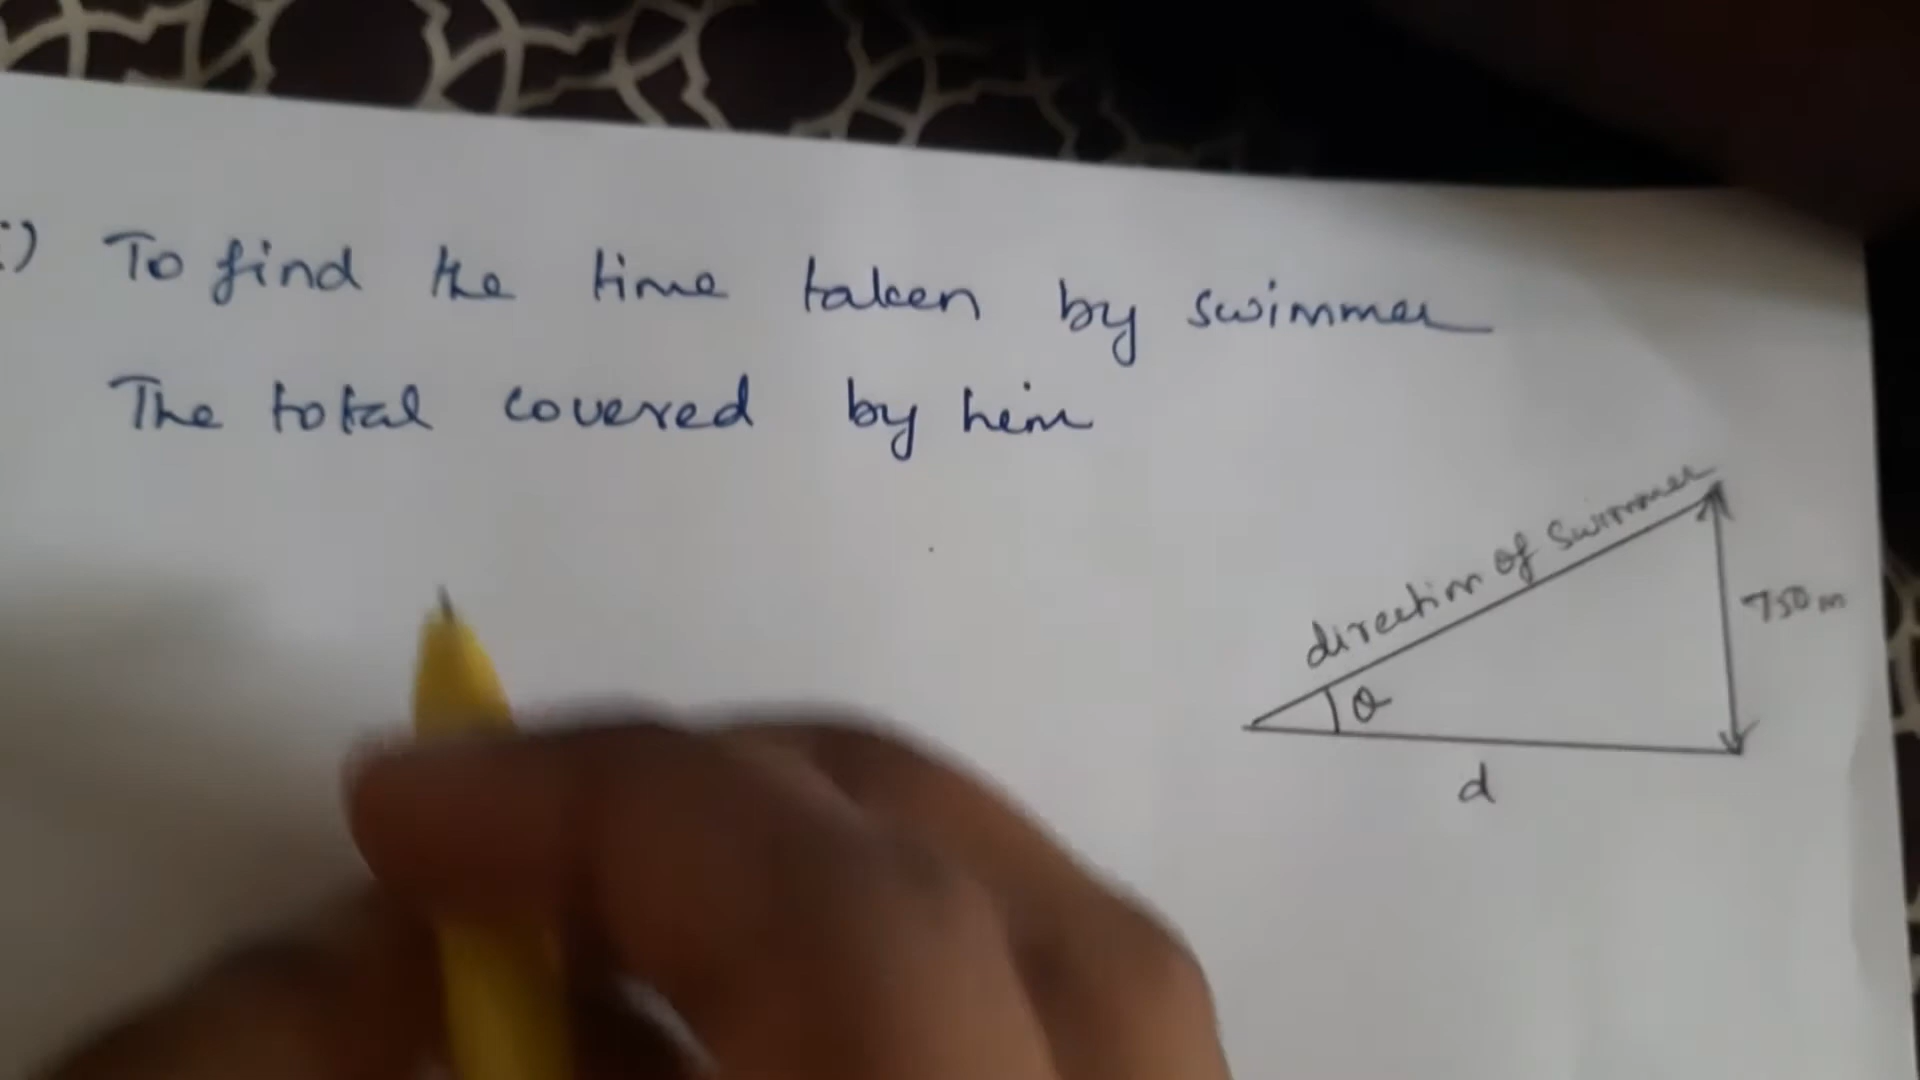 :) To find the time taken by swimmer
The total covered by him
direction of swimmer
750 m
θ
d